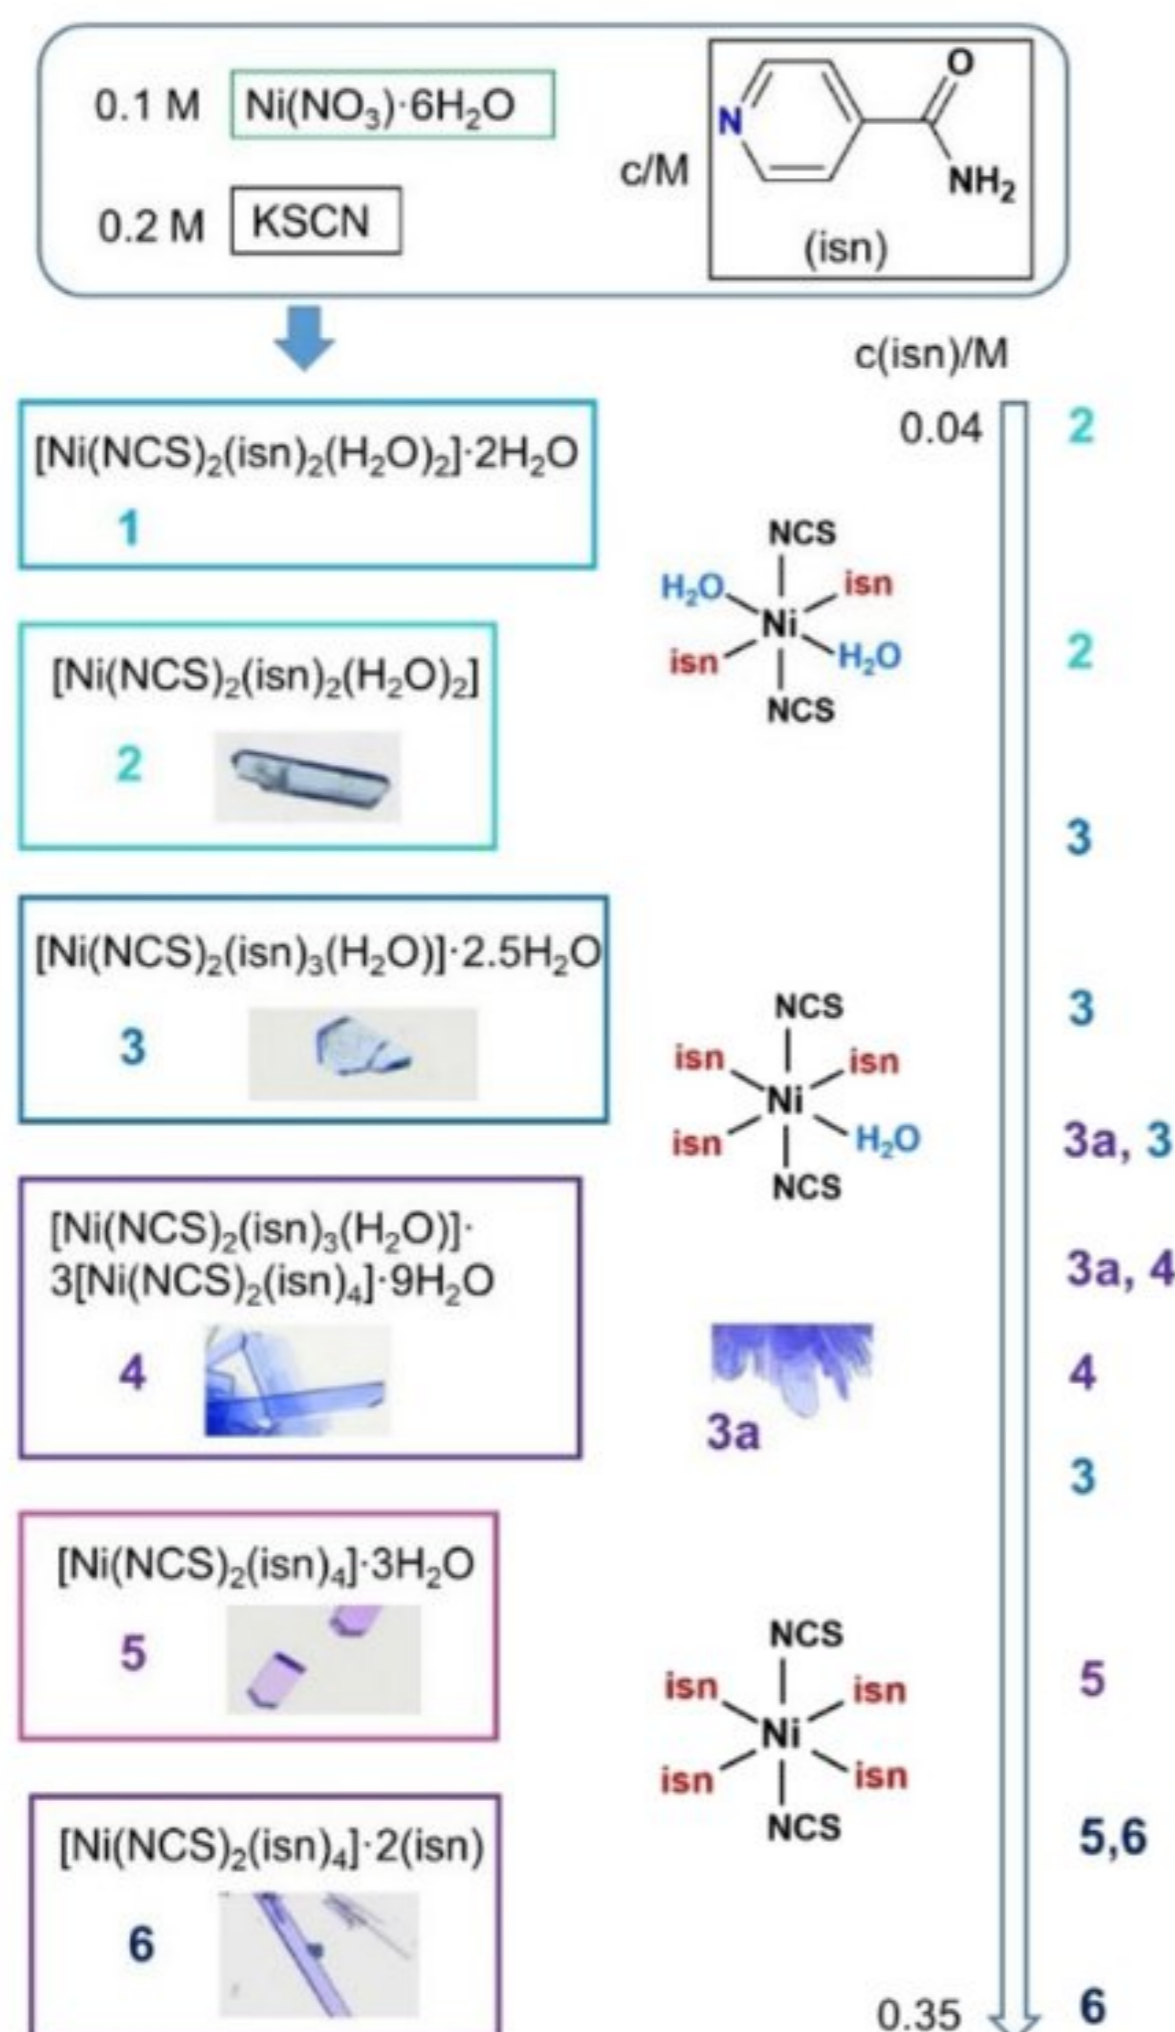 0.1 M Ni(NO₃)·6H₂O
0.2 M KSCN
c/M
N
O
NH₂
(isn)
c(isn)/M
0.04
[Ni(NCS)₂(isn)₂(H₂O)₂]·2H₂O
1
[Ni(NCS)₂(isn)₂(H₂O)₂]
2
[Ni(NCS)₂(isn)₃(H₂O)]·2.5H₂O
3
[Ni(NCS)₂(isn)₃(H₂O)]·
3[Ni(NCS)₂(isn)₄]·9H₂O
4
[Ni(NCS)₂(isn)₄]·3H₂O
5
[Ni(NCS)₂(isn)₄]·2(isn)
6
NCS
H₂O isn
Ni
isn H₂O
NCS
NCS
isn isn
Ni
isn H₂O
NCS
3a
NCS
isn isn
Ni
isn isn
NCS
2
2
3
3
3a, 3
3a, 4
4
3
5
5,6
6
0.35